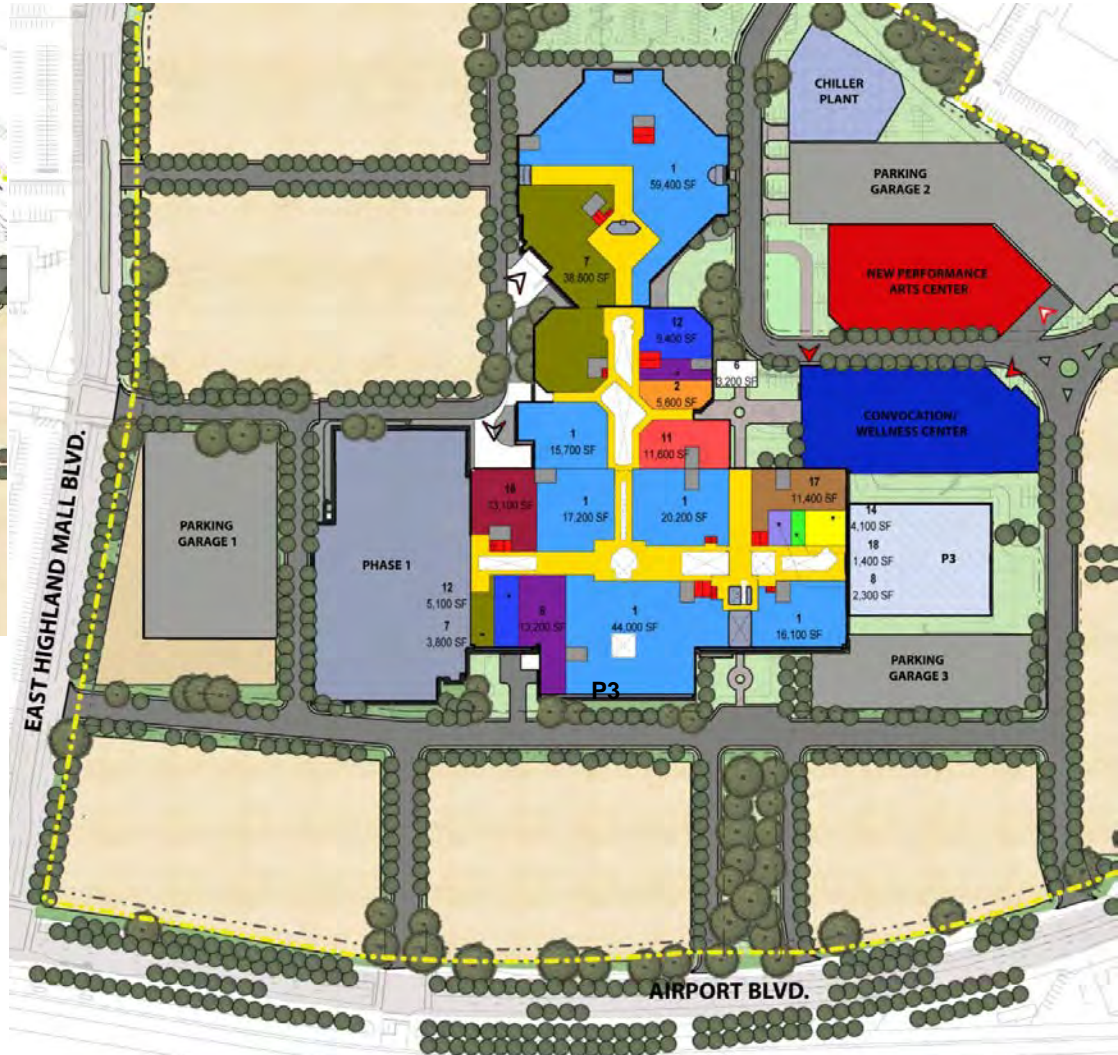 CHILLER
PLANT
PARKING
GARAGE 2
1
59,400 SF
7
38,800 SF
NEW PERFORMANCE
ARTS CENTER
12
9,400 SF
6
3,200 SF
2
5,600 SF
CONVOCATION/
WELLNESS CENTER
1
15,700 SF
11
11,600 SF
EAST HIGHLAND MALL BLVD.
PARKING
GARAGE 1
PHASE 1
16
13,100 SF
1
17,200 SF
1
20,200 SF
17
11,400 SF
14
4,100 SF
18
1,400 SF
8
2,300 SF
P3
12
5,100 SF
7
3,800 SF
13,200 SF
1
44,000 SF
1
16,100 SF
PARKING
GARAGE 3
P3
AIRPORT BLVD.